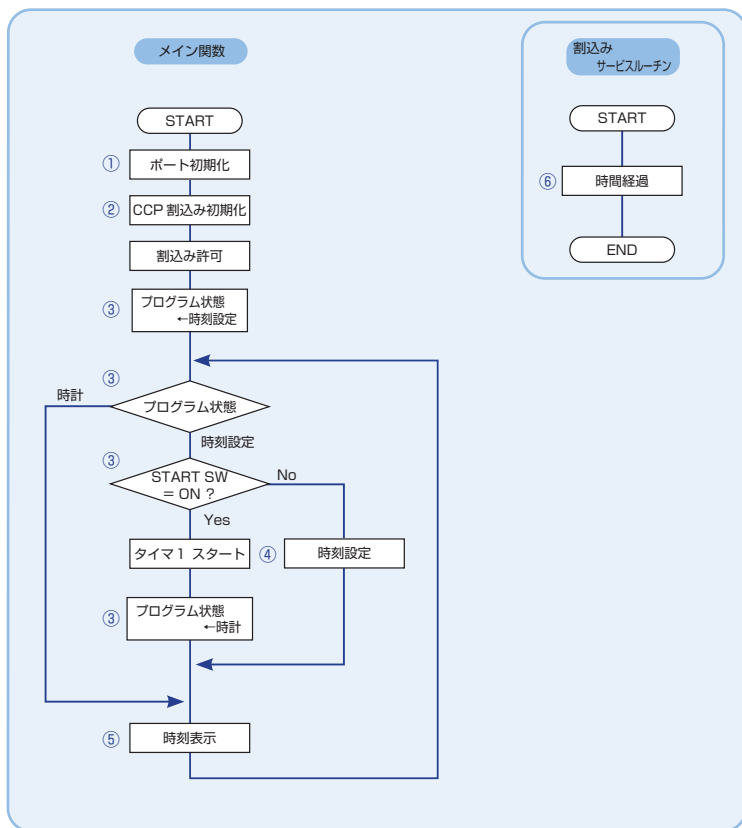 メイン関数
START
① ポート初期化
② CCP 割込み初期化
割込み許可
③ プログラム状態
←時刻設定
③
時計
プログラム状態
時刻設定
③
START SW
= ON ?
No
Yes
タイマ1 スタート
④ 時刻設定
③ プログラム状態
←時計
⑤ 時刻表示
割込み
サービスルーチン
START
⑥ 時間経過
END